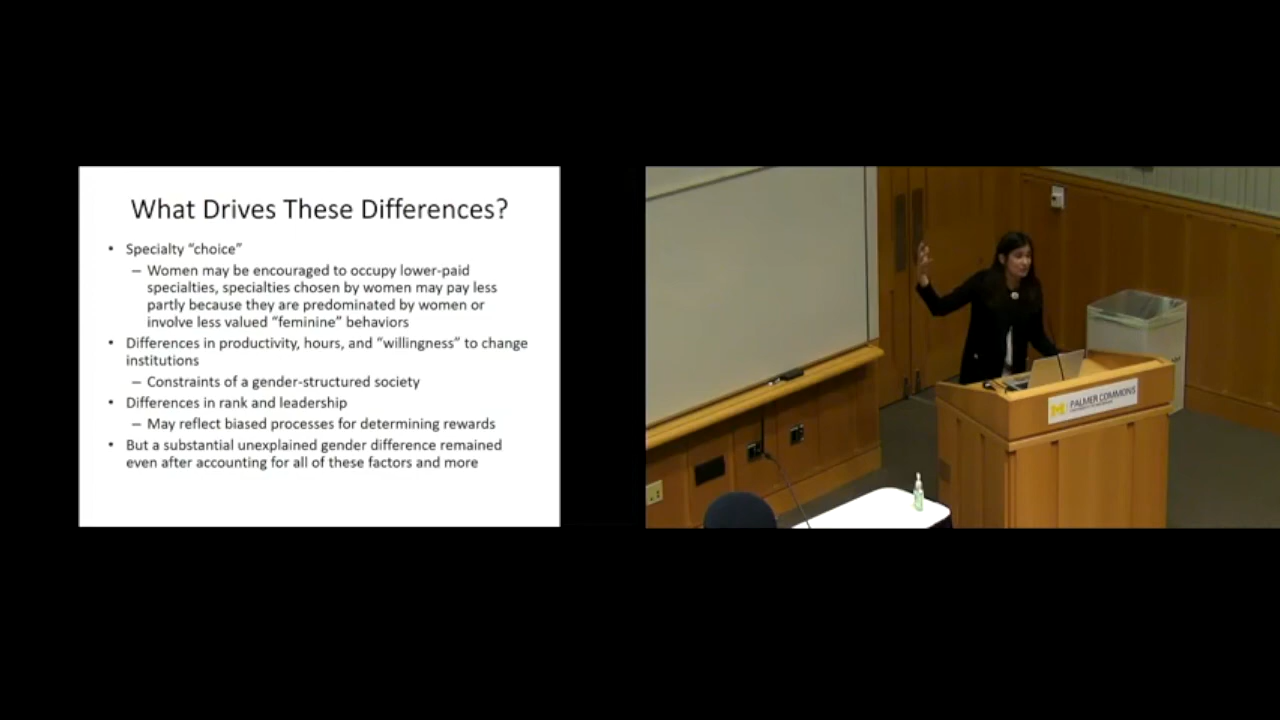 What Drives These Differences?
• Specialty “choice”
– Women may be encouraged to occupy lower-paid
specialties, specialties chosen by women may pay less
partly because they are predominated by women or
involve less valued “feminine” behaviors
• Differences in productivity, hours, and “willingness” to change
institutions
– Constraints of a gender-structured society
• Differences in rank and leadership
– May reflect biased processes for determining rewards
• But a substantial unexplained gender difference remained
even after accounting for all of these factors and more
M PALMER COMMONS